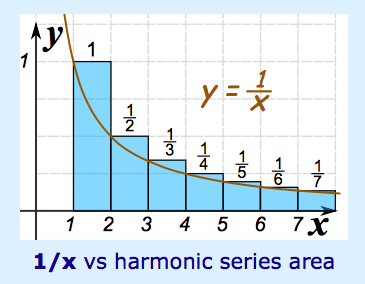 y
1
1
1/2
1/3
1/4
1/5
1/6
1/7
y = 1/x
1 2 3 4 5 6 7 x
1/x vs harmonic series area